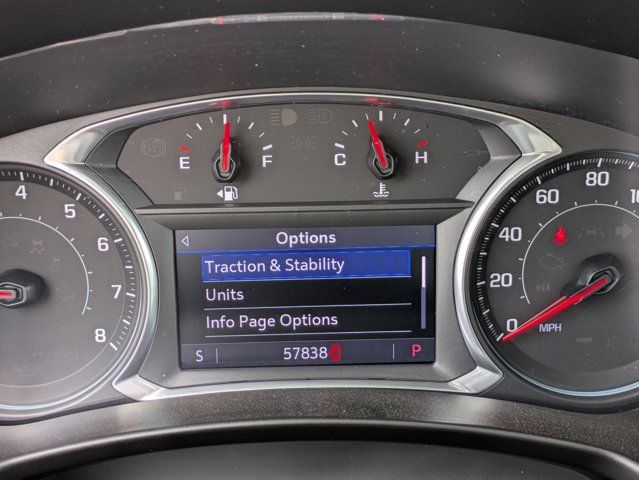 E F
C H
4
5
6
7
8
Options
Traction & Stability
Units
Info Page Options
S 57838 P
0
20
40
60
80
MPH